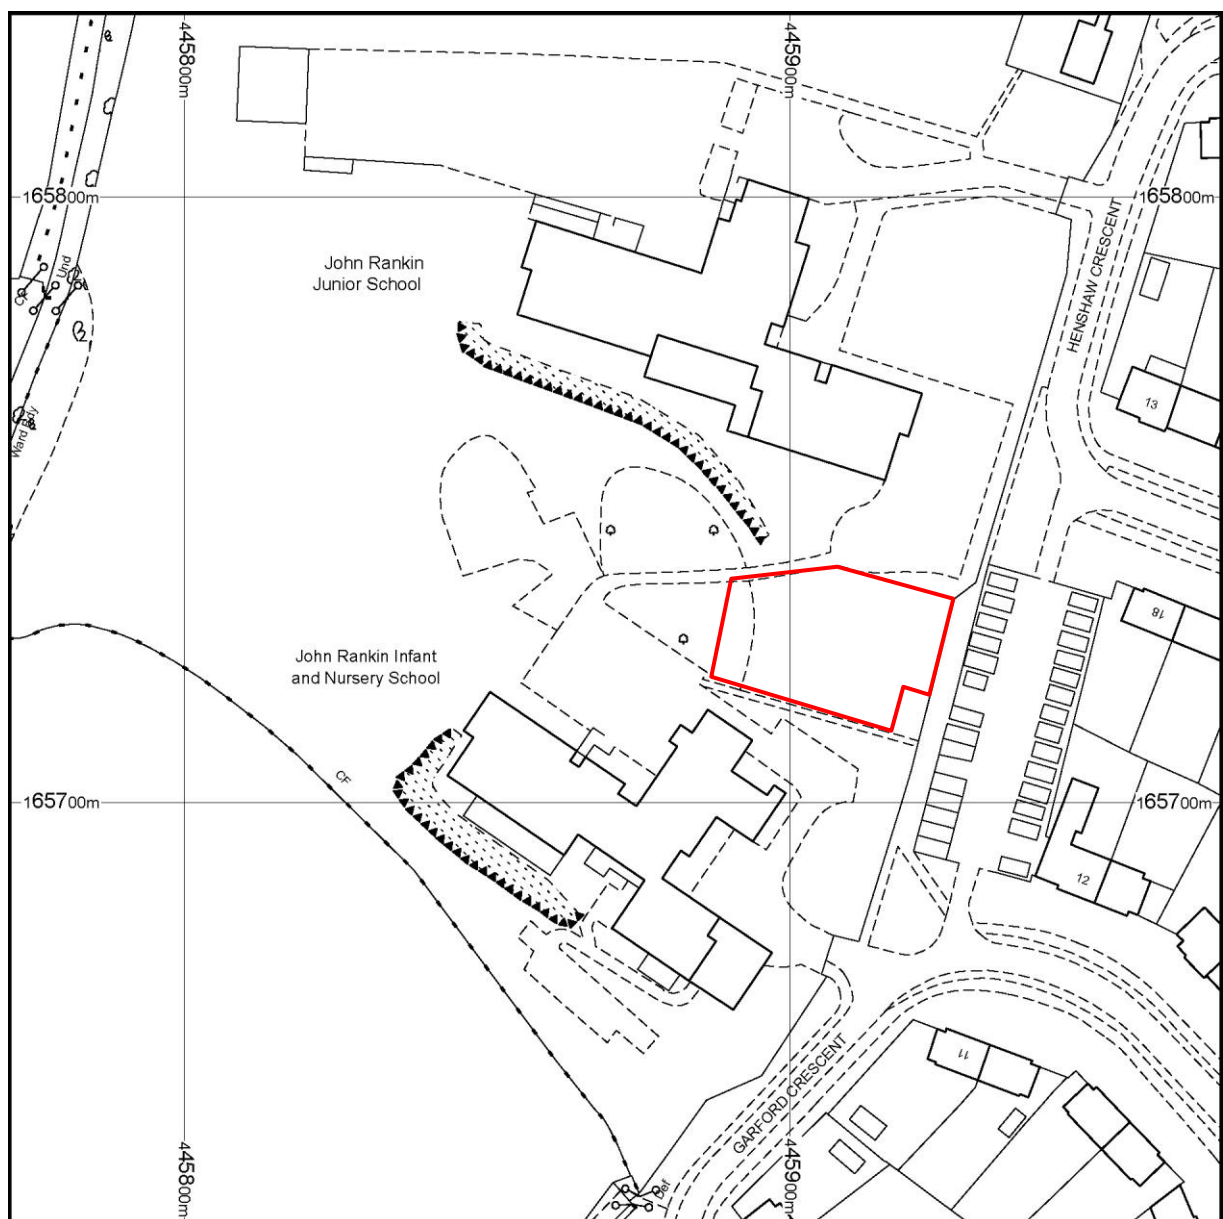 445800m
445900m
165800m
165800m
HENSHAW CRESCENT
Und
CF
John Rankin
Junior School
13
Ward Bdy
18
John Rankin Infant
and Nursery School
CF
165700m
165700m
12
11
GARFORD CRESCENT
445800m
445900m
Def